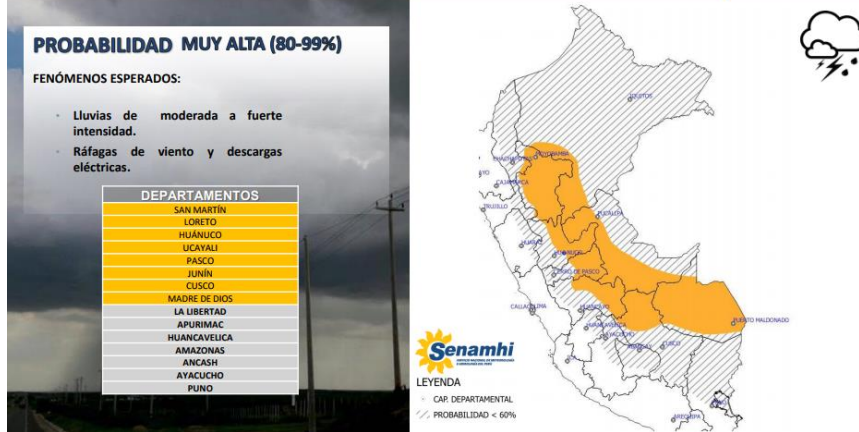 PROBABILIDAD MUY ALTA (80-99%)
FENÓMENOS ESPERADOS:
Lluvias de moderada a fuerte
intensidad.
Ráfagas de viento y descargas
eléctricas.
DEPARTAMENTOS
SAN MARTÍN
LORETO
HUÁNUCO
UCAYALI
PASCO
JUNÍN
CUSCO
MADRE DE DIOS
LA LIBERTAD
APURIMAC
HUANCAVELICA
AMAZONAS
ANCASH
AYACUCHO
PUNO
IQUITOS
MOYOBAMBA
CAJAMARCA
TRUJILLO
PUCALLPA
HUARAZ
CERRO DE PASCO
CALLAO LIMA
HUANCAYO
HUANCAVELICA
AYACUCHO
CUSCO
PUERTO MALDONADO
AREQUIPA
Senamhi
LEYENDA
CAP. DEPARTAMENTAL
PROBABILIDAD < 60%